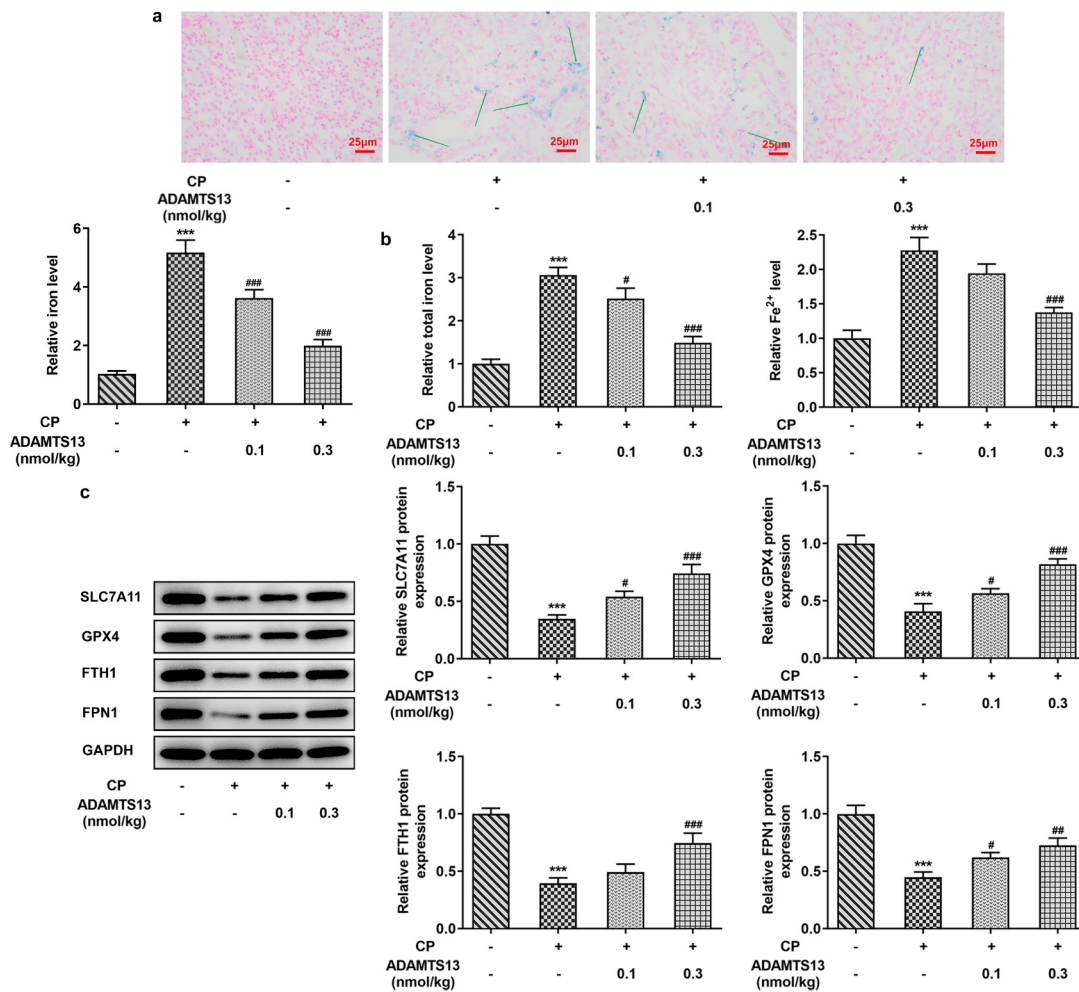 a
25μm 25μm 25μm 25μm
CP - + + +
ADAMTS13
(nmol/kg) - - 0.1 0.3
Relative iron level
6
4
2
0
***
###
###
CP - + + +
ADAMTS13
(nmol/kg) - - 0.1 0.3
b
Relative total iron level
4
3
2
1
0
***
#
###
CP - + + +
ADAMTS13
(nmol/kg) - - 0.1 0.3
Relative Fe2+ level
2.5
2.0
1.5
1.0
0.5
0.0
***
###
CP - + + +
ADAMTS13
(nmol/kg) - - 0.1 0.3
c
SLC7A11
GPX4
FTH1
FPN1
GAPDH
CP - + + +
ADAMTS13
(nmol/kg) - - 0.1 0.3
Relative SLC7A11 protein
expression
1.5
1.0
0.5
0.0
***
#
###
CP - + + +
ADAMTS13
(nmol/kg) - - 0.1 0.3
Relative GPX4 protein
expression
1.5
1.0
0.5
0.0
***
#
###
CP - + + +
ADAMTS13
(nmol/kg) - - 0.1 0.3
Relative FTH1 protein
expression
1.5
1.0
0.5
0.0
***
###
CP - + + +
ADAMTS13
(nmol/kg) - - 0.1 0.3
Relative FPN1 protein
expression
1.5
1.0
0.5
0.0
***
#
##
CP - + + +
ADAMTS13
(nmol/kg) - - 0.1 0.3